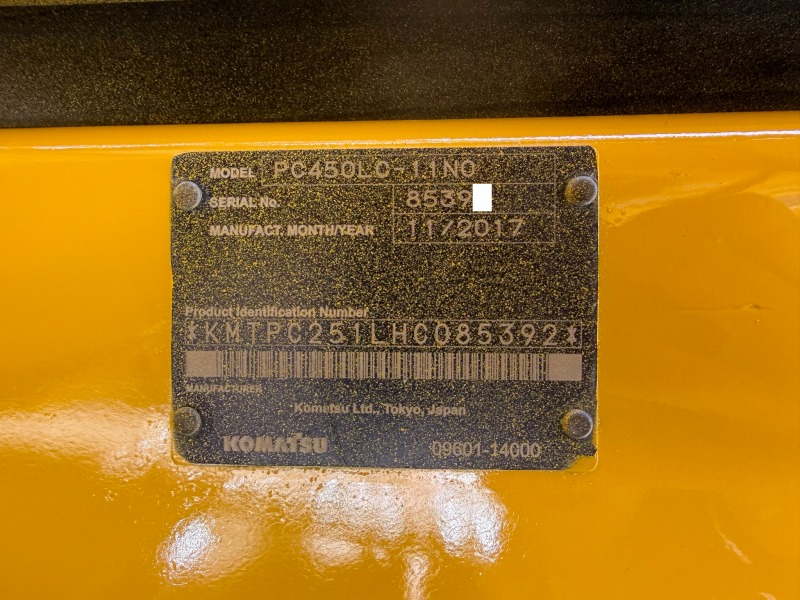 MODEL PC450LC-11NO
SERIAL No. 8539
MANUFACT. MONTH/YEAR 11/2017
Product Identification Number
*KMTPC251LHC085392*
MANUFACTURER
Komatsu Ltd., Tokyo, Japan
KOMATSU 09601-14000